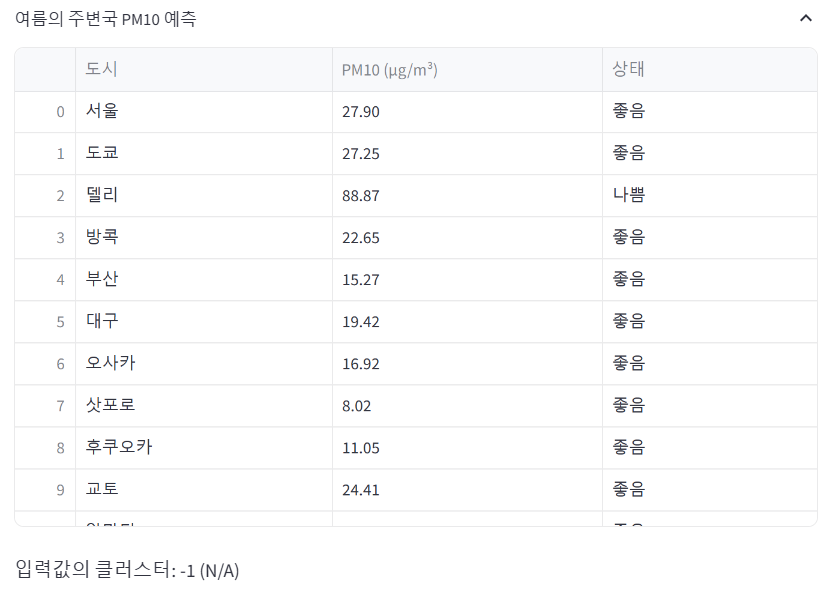 여름의 주변국 PM10 예측
도시 PM10 (μg/m³) 상태
0 서울 27.90 좋음
1 도쿄 27.25 좋음
2 델리 88.87 나쁨
3 방콕 22.65 좋음
4 부산 15.27 좋음
5 대구 19.42 좋음
6 오사카 16.92 좋음
7 삿포로 8.02 좋음
8 후쿠오카 11.05 좋음
9 교토 24.41 좋음
입력값의 클러스터: -1 (N/A)